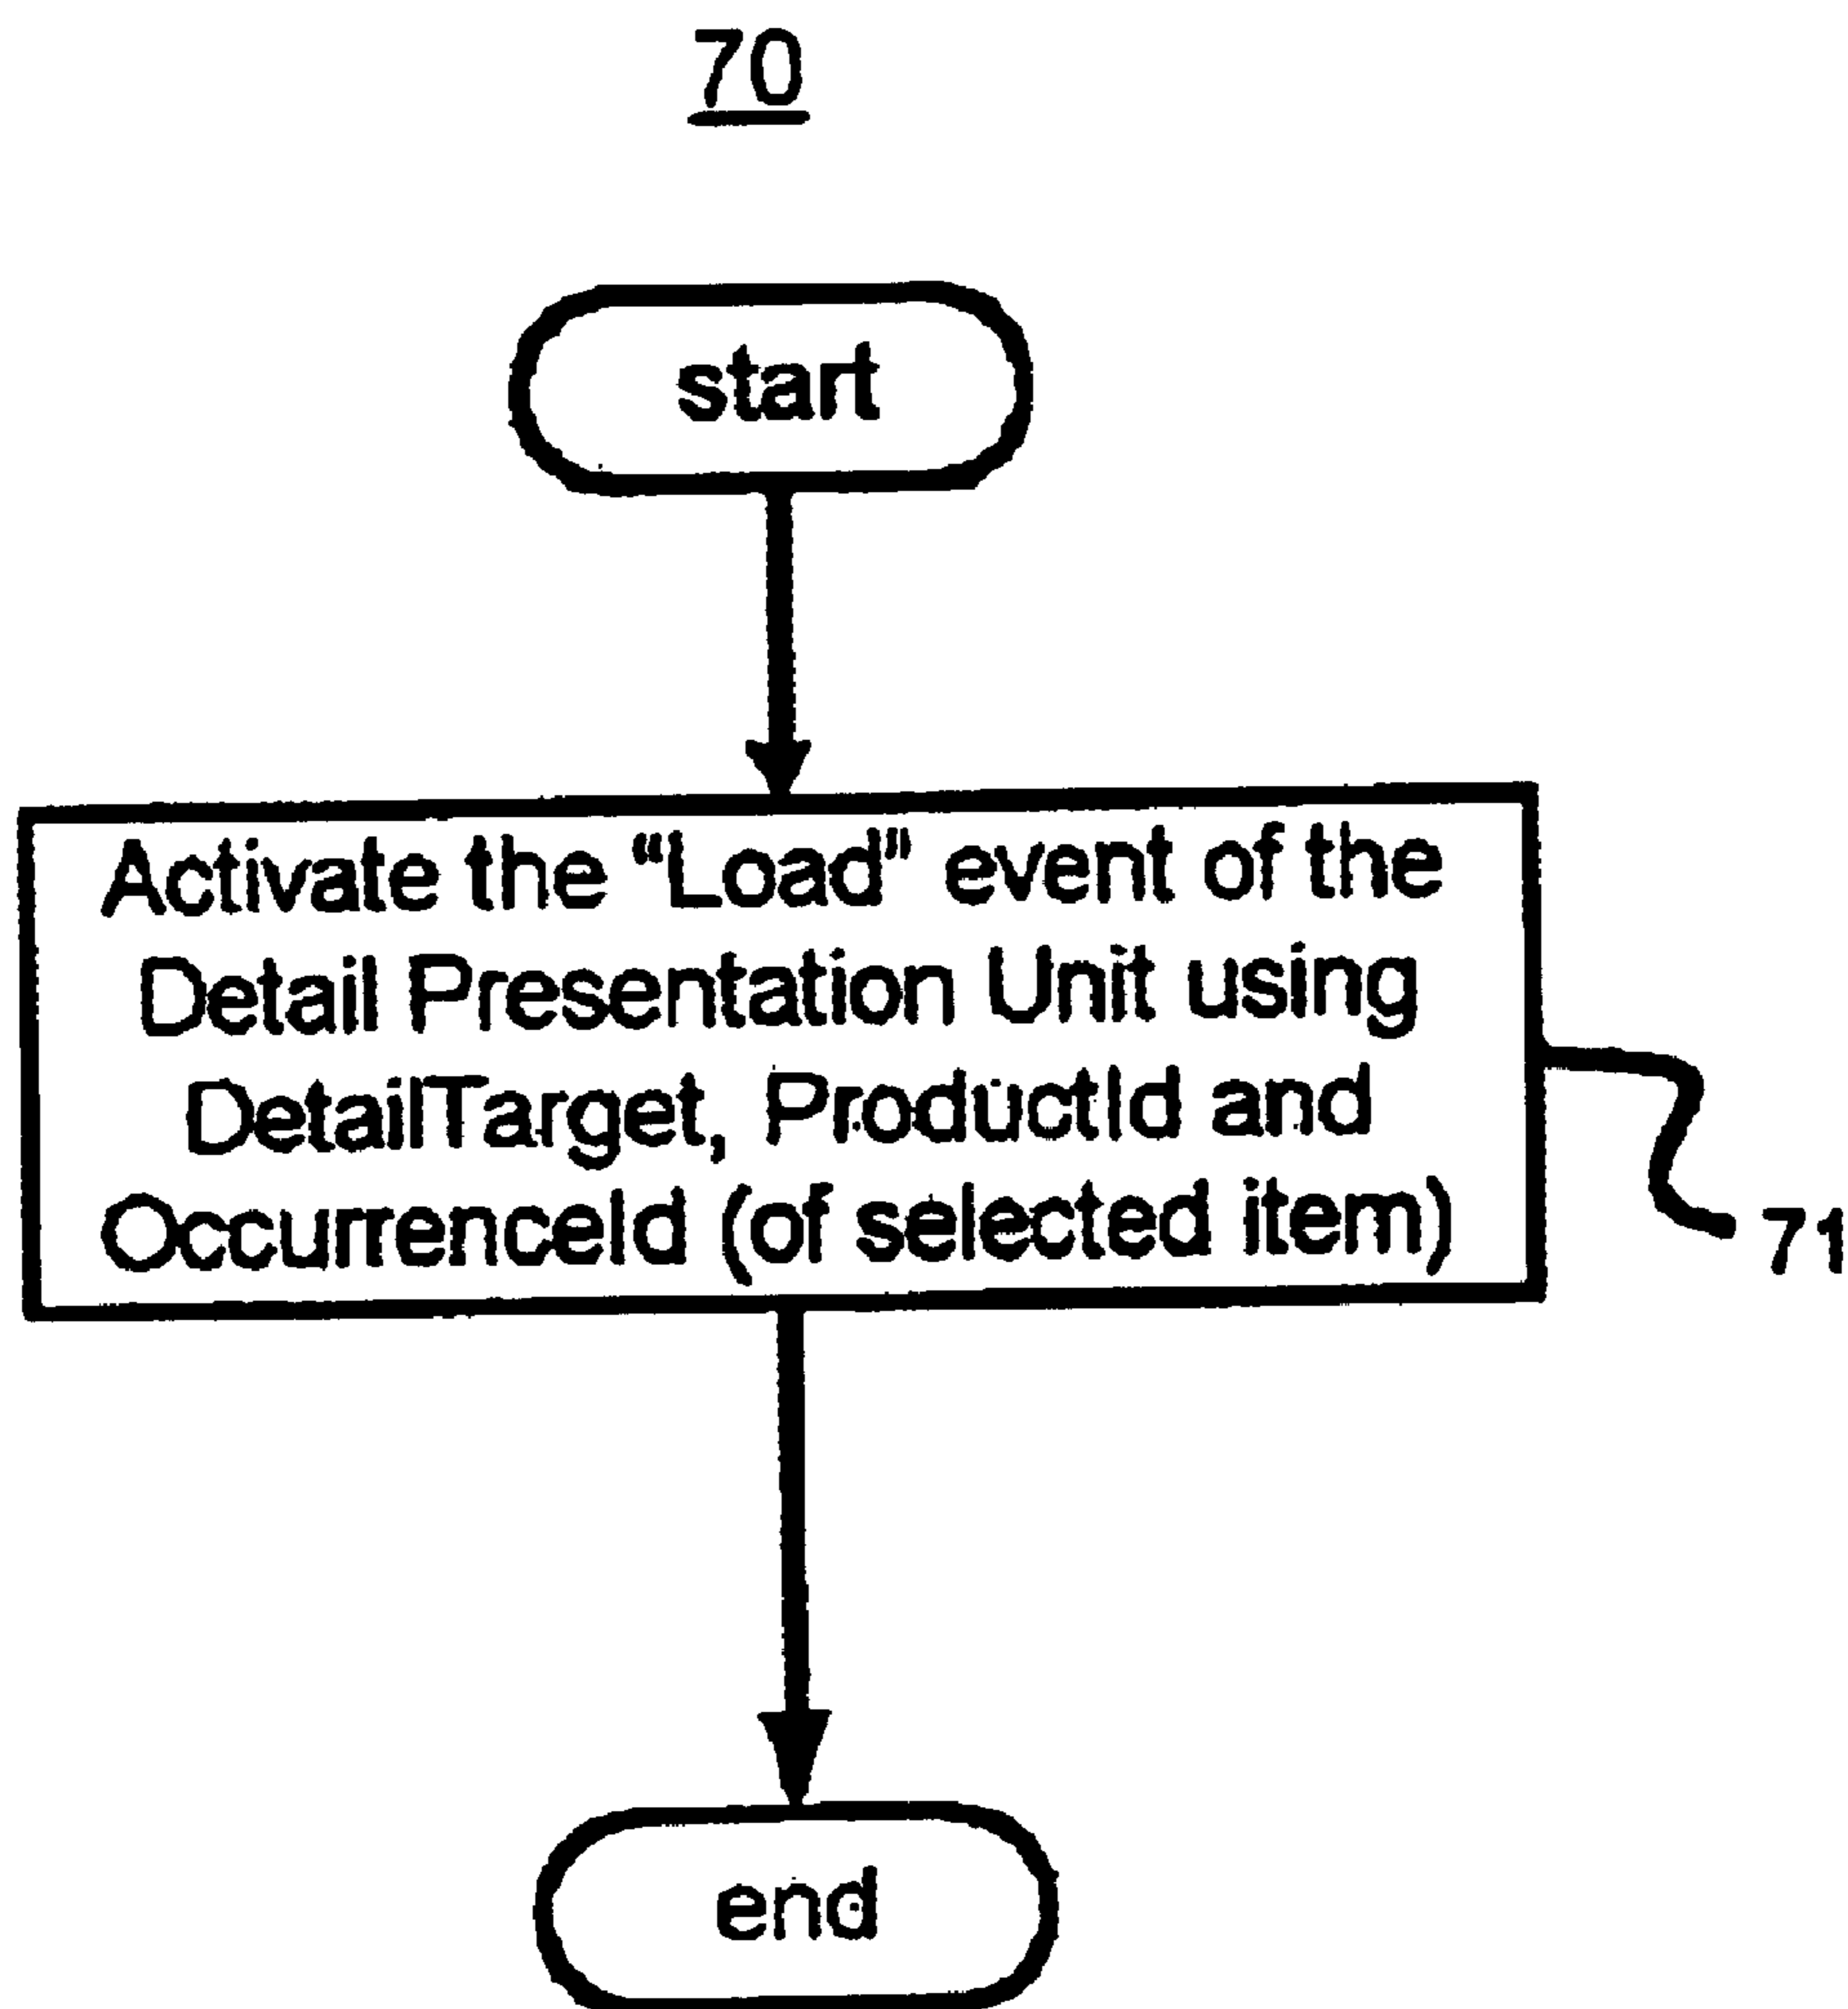 70
start
Activate the "Load" event of the
Detail Presentation Unit using
DetailTarget, ProductId and
OccurrenceId (of selected item)
71
end